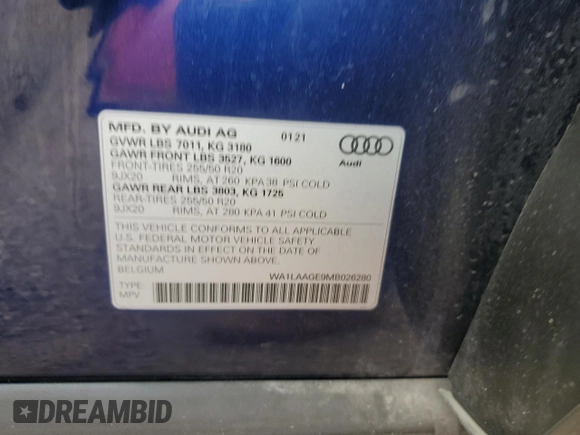 MFD. BY AUDI AG 0121
GVWR LBS 7011, KG 3180
GAWR FRONT LBS 3527, KG 1600
FRONT-TIRES 255/50 R20
9JX20 RIMS, AT 260 KPA 38 PSI COLD
GAWR REAR LBS 3803, KG 1725
REAR-TIRES 255/50 R20
9JX20 RIMS, AT 280 KPA 41 PSI COLD
Audi
THIS VEHICLE CONFORMS TO ALL APPLICABLE
U.S. FEDERAL MOTOR VEHICLE SAFETY
STANDARDS IN EFFECT ON THE DATE OF
MANUFACTURE SHOWN ABOVE.
BELGIUM WA1LAAGE9MB026280
TYPE:
MPV
DREAMBID